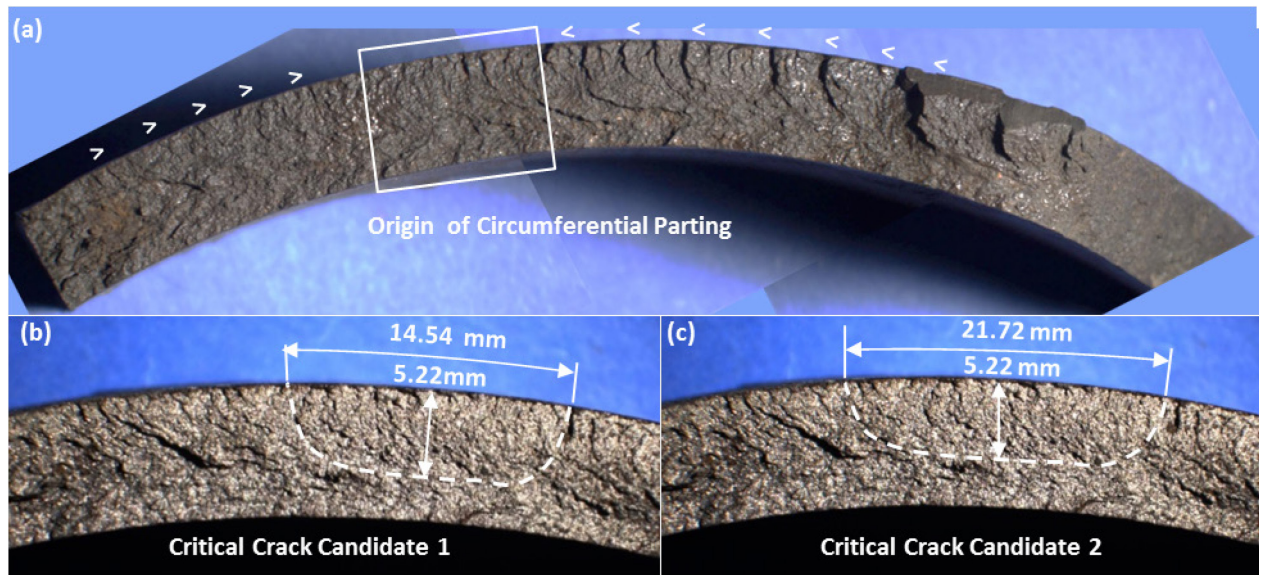 (a)
Origin of Circumferential Parting
(b)
14.54 mm
5.22mm
Critical Crack Candidate 1
(c)
21.72 mm
5.22 mm
Critical Crack Candidate 2